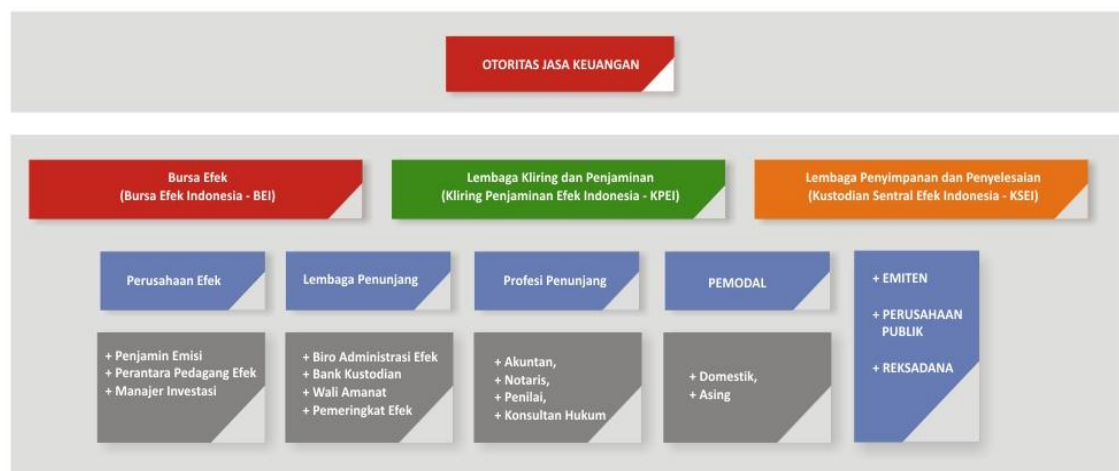 OTORITAS JASA KEUANGAN
Bursa Efek
(Bursa Efek Indonesia - BEI)
Lembaga Kliring dan Penjaminan
(Kliring Penjaminan Efek Indonesia - KPEI)
Lembaga Penyimpanan dan Penyelesaian
(Kustodian Sentral Efek Indonesia - KSEI)
Perusahaan Efek
+ Penjamin Emisi
+ Perantara Pedagang Efek
+ Manajer Investasi
Lembaga Penunjang
+ Biro Administrasi Efek
+ Bank Kustodian
+ Wali Amanat
+ Pemeringkat Efek
Profesi Penunjang
+ Akuntan,
+ Notaris,
+ Penilai,
+ Konsultan Hukum
PEMODAL
+ Domestik,
+ Asing
+ EMITEN
+ PERUSAHAAN
PUBLIK
+ REKSADANA